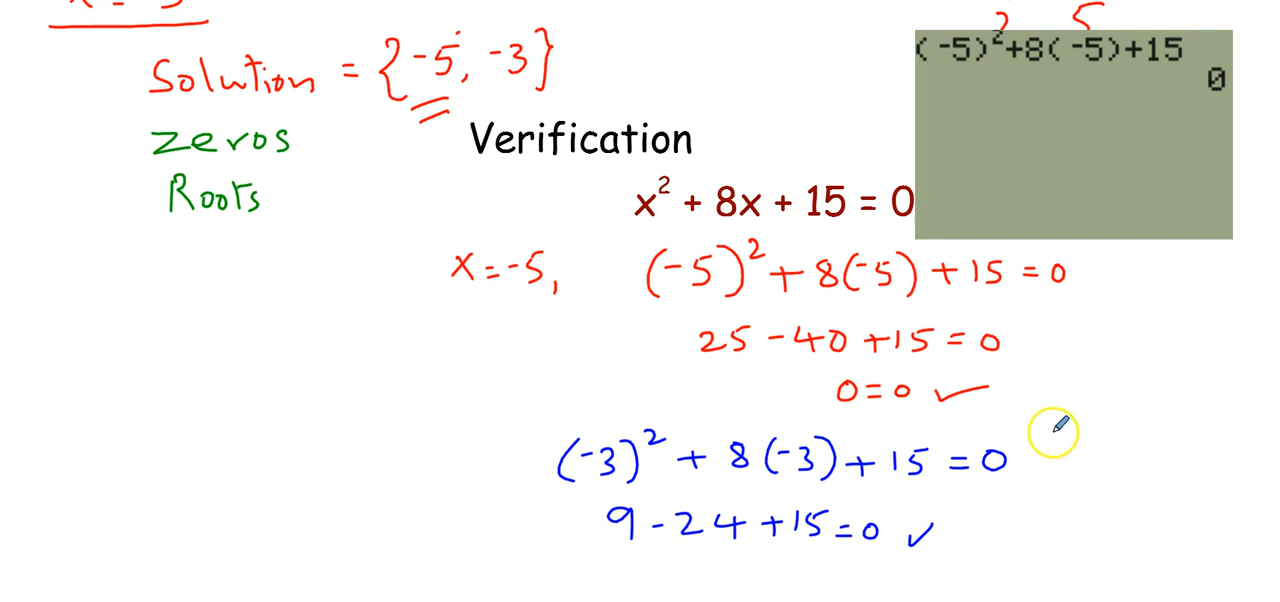 Solution = {-5, -3}
(-5)²+8(-5)+15
0
zeros
Verification
Roots
x² + 8x + 15 = 0
x = -5, (-5)² + 8(-5) + 15 = 0
25 - 40 + 15 = 0
0 = 0 ✓
(-3)² + 8(-3) + 15 = 0
9 - 24 + 15 = 0 ✓